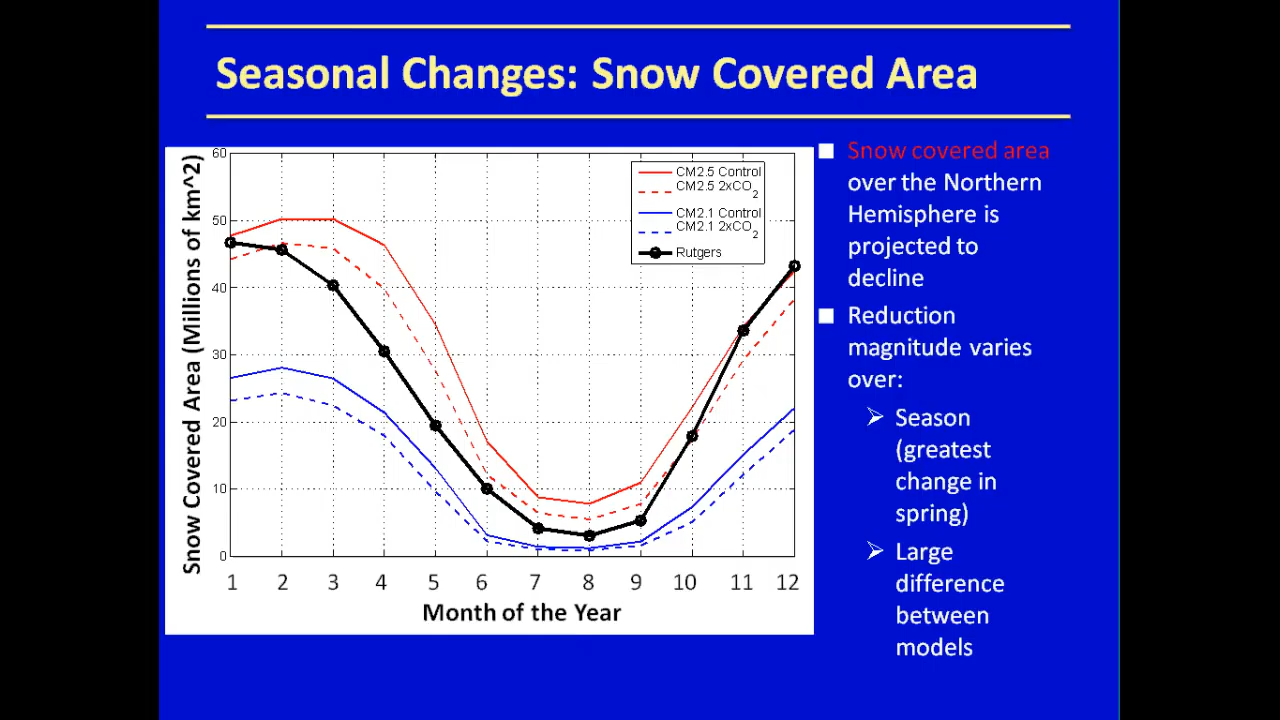 Seasonal Changes: Snow Covered Area
Snow Covered Area (Millions of km^2)
60
50
40
30
20
10
0
1 2 3 4 5 6 7 8 9 10 11 12
Month of the Year
CM2.5 Control
CM2.5 2xCO2
CM2.1 Control
CM2.1 2xCO2
Rutgers
Snow covered area
over the Northern
Hemisphere is
projected to
decline
Reduction
magnitude varies
over:
Season
(greatest
change in
spring)
Large
difference
between
models